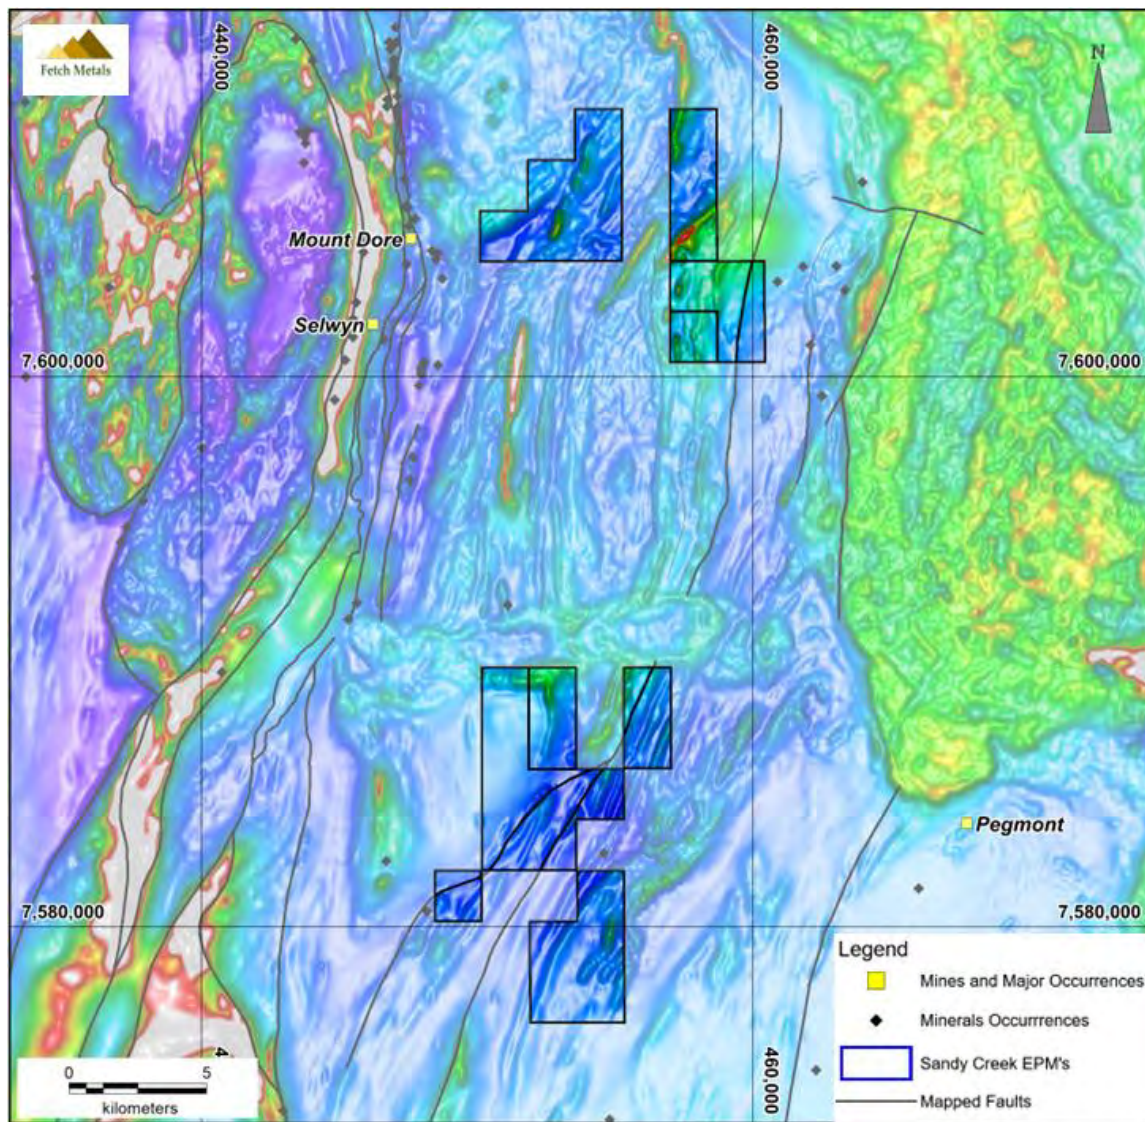 Fetch Metals
440,000
460,000
N
Mount Dore
Selwyn
7,600,000
7,600,000
Pegmont
7,580,000
7,580,000
Legend
Mines and Major Occurrences
Minerals Occurrrences
Sandy Creek EPM's
Mapped Faults
0 5
kilometers
4
460,000